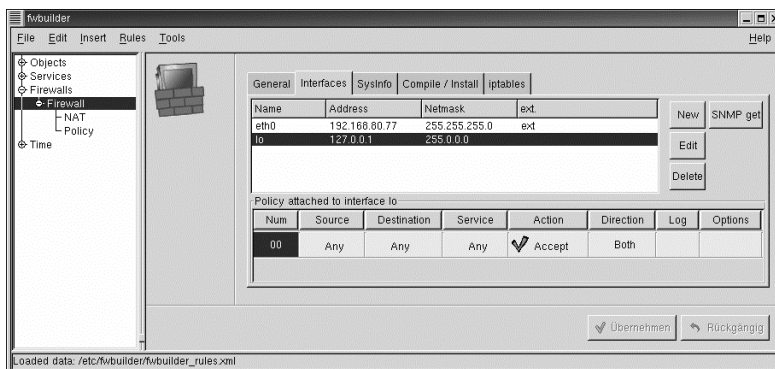 fwbuilder
File Edit Insert Rules Tools Help
Objects
Services
Firewalls
Firewall
NAT
Policy
Time
General Interfaces SysInfo Compile / Install iptables
Name Address Netmask ext.
eth0 192.168.80.77 255.255.255.0 ext
lo 127.0.0.1 255.0.0.0
New SNMP get
Edit
Delete
Policy attached to interface lo
Num Source Destination Service Action Direction Log Options
00 Any Any Any Accept Both
Übernehmen Rückgängig
Loaded data: /etc/fwbuilder/fwbuilder_rules.xml